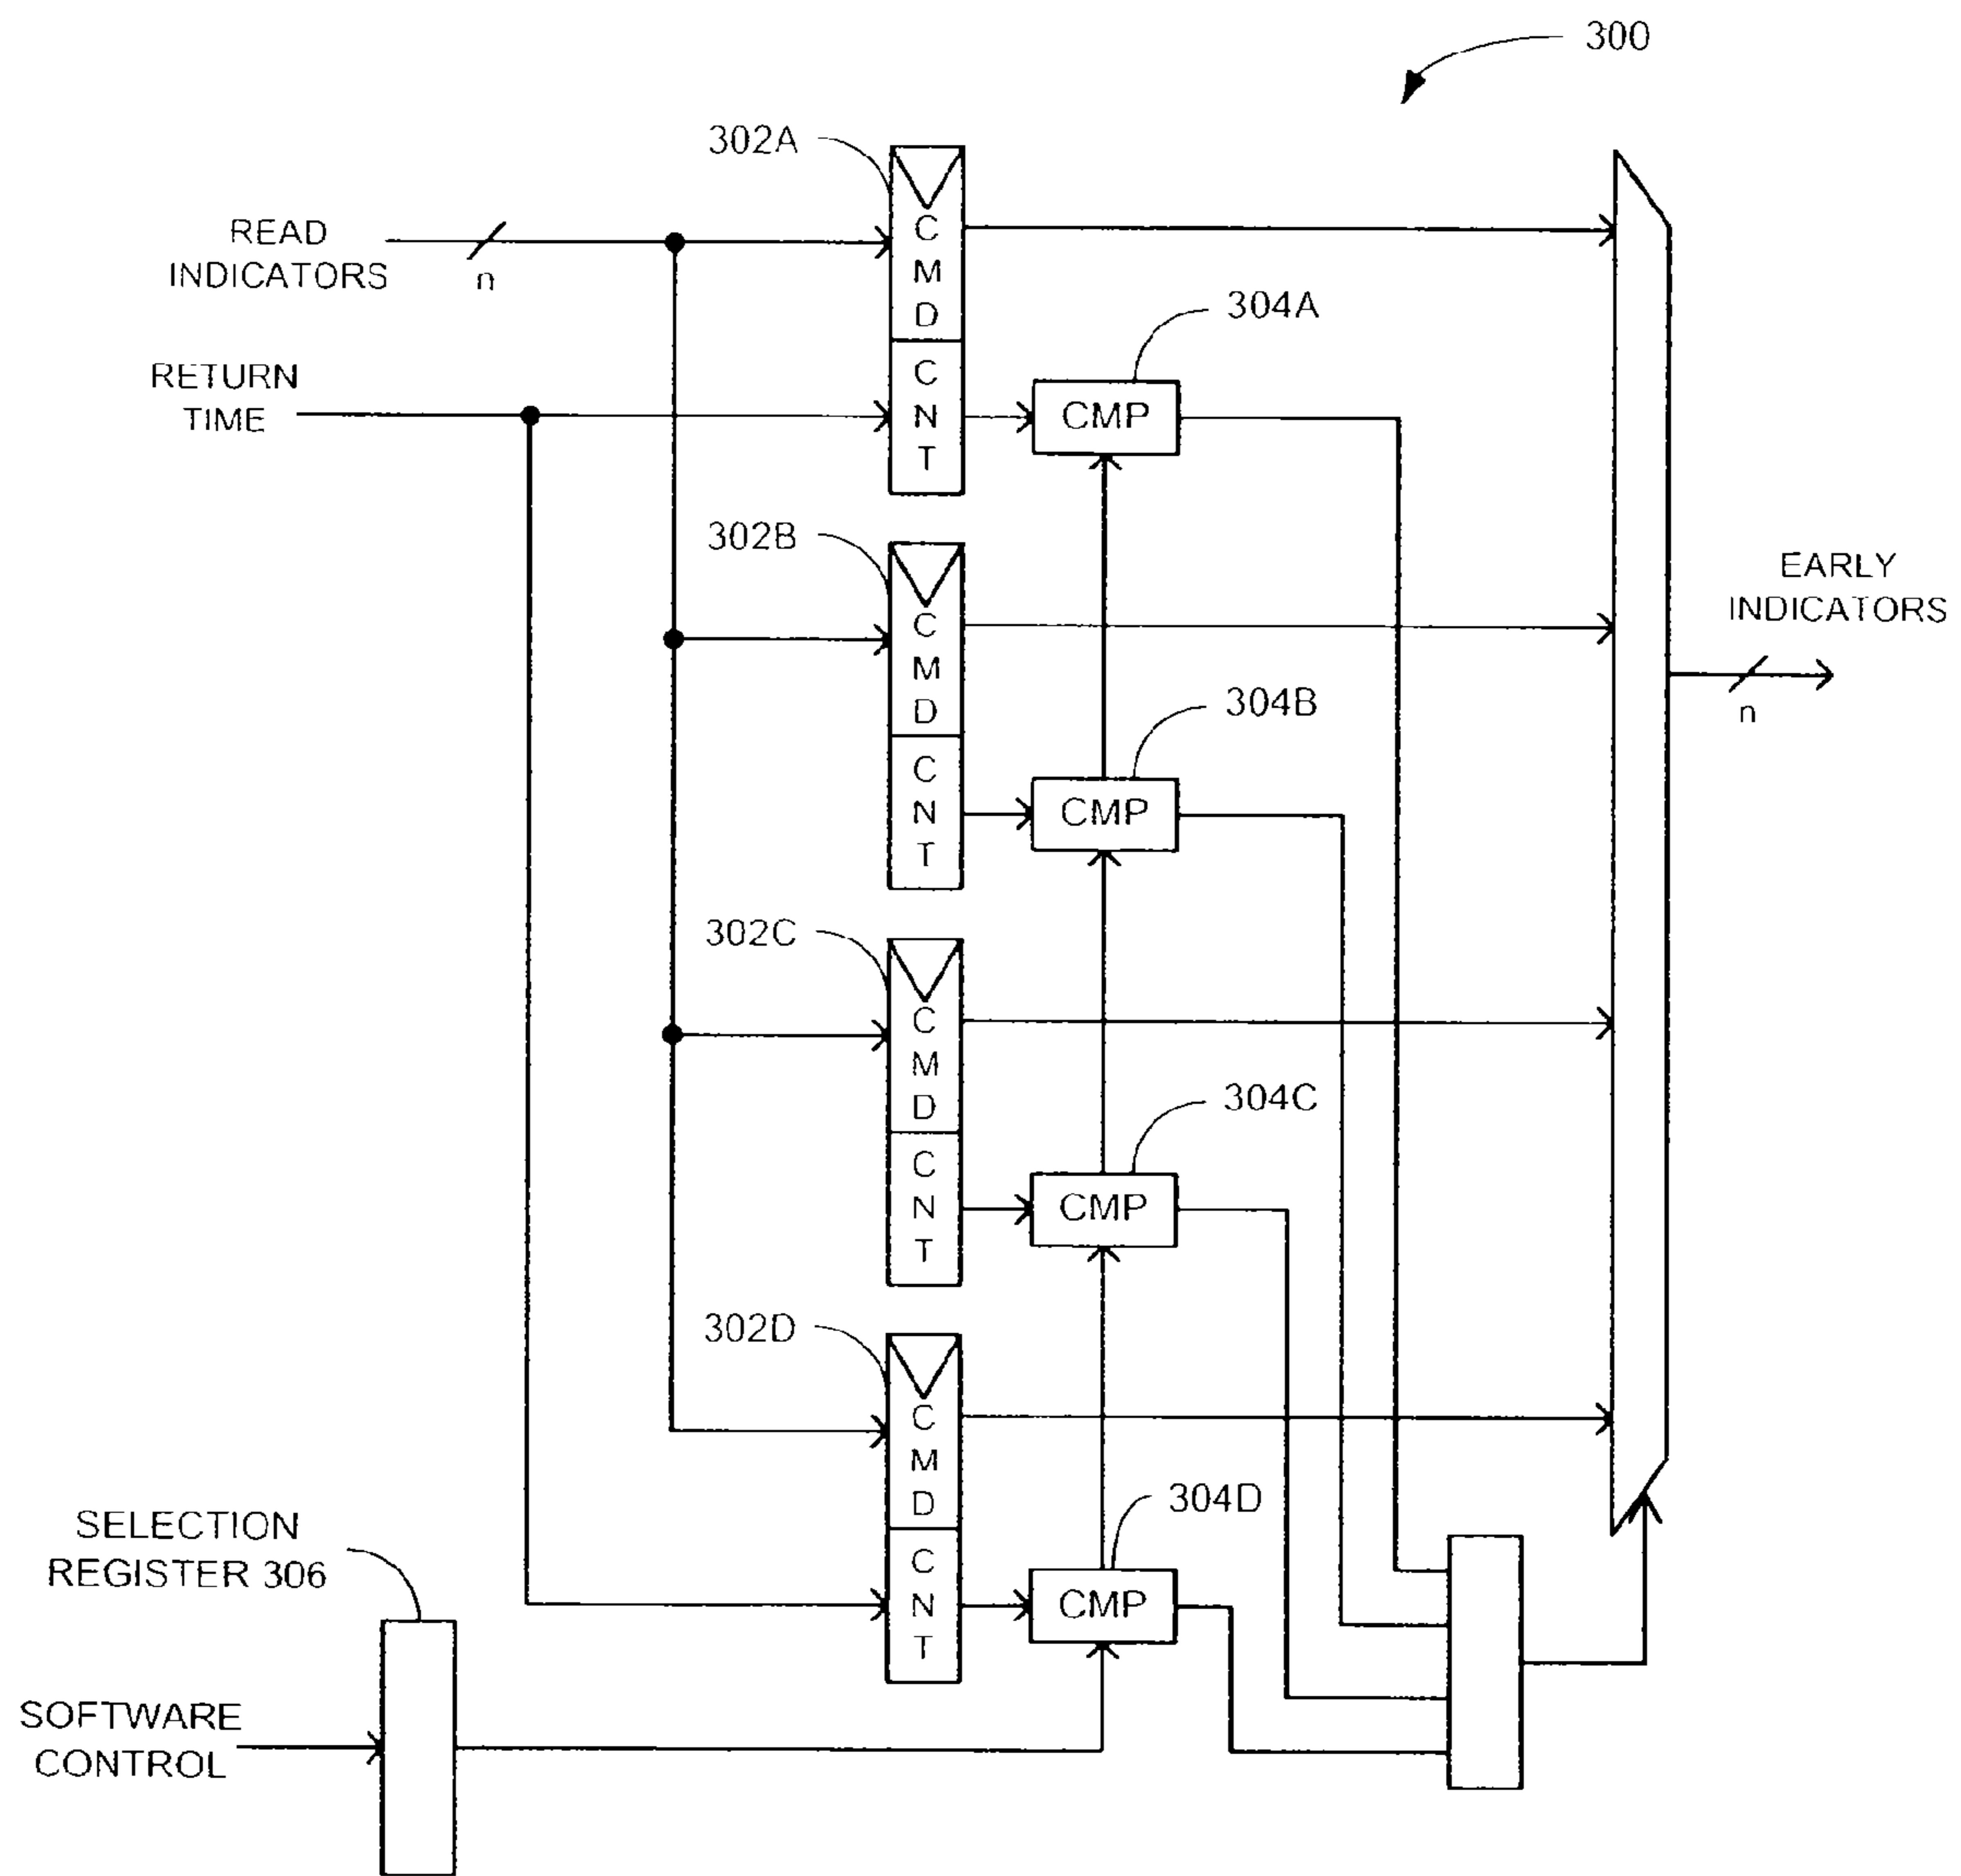 300
302A
READ
INDICATORS
n
C
M
D
304A
RETURN
TIME
C
N
T
CMP
302B
EARLY
INDICATORS
C
M
D
304B
n
C
N
T
CMP
302C
C
M
D
304C
C
N
T
CMP
302D
C
M
D
304D
SELECTION
REGISTER 306
C
N
T
CMP
SOFTWARE
CONTROL